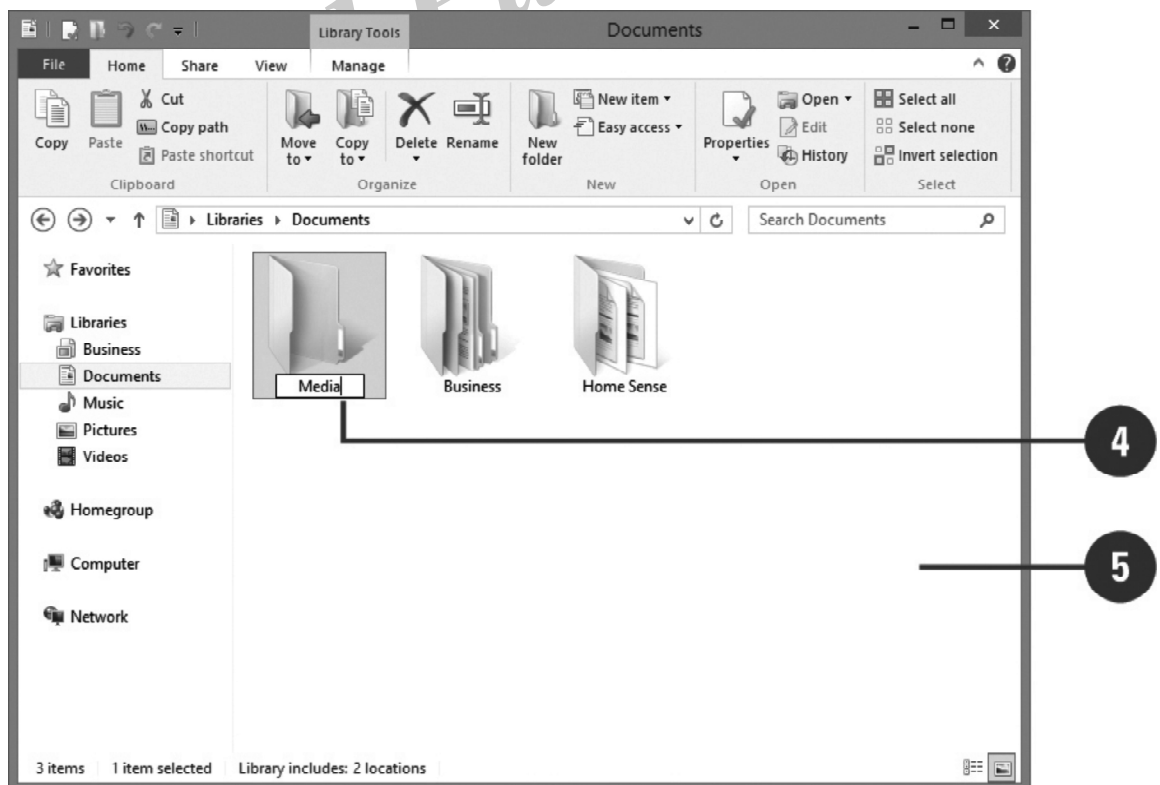 Library Tools
Documents
File Home Share View Manage
Cut
Copy path
Paste shortcut
Copy Paste
Move to
Copy to
Delete Rename
New folder
New item
Easy access
Properties
Open
Edit
History
Select all
Select none
Invert selection
Clipboard Organize New Open Select
Libraries Documents
Search Documents
Favorites
Libraries
Business
Documents
Music
Pictures
Videos
Homegroup
Computer
Network
Media Business Home Sense
4
5
3 items 1 item selected Library includes: 2 locations